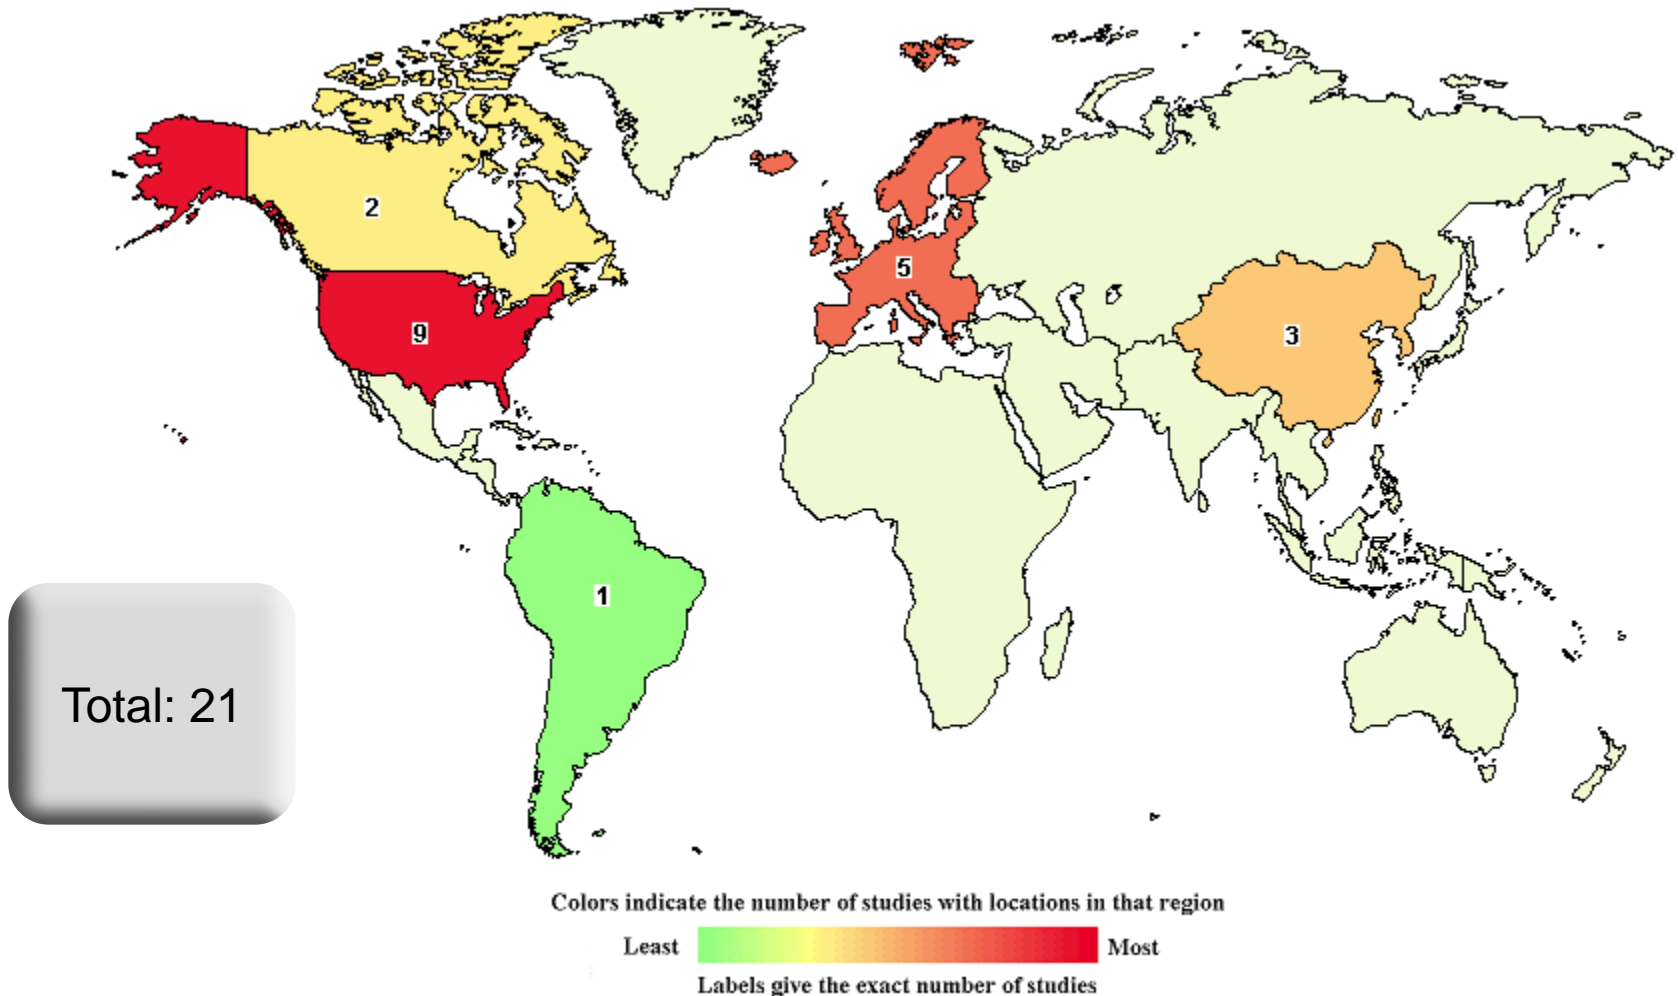 2
9
5
3
1
Total: 21
Colors indicate the number of studies with locations in that region
Least
Most
Labels give the exact number of studies